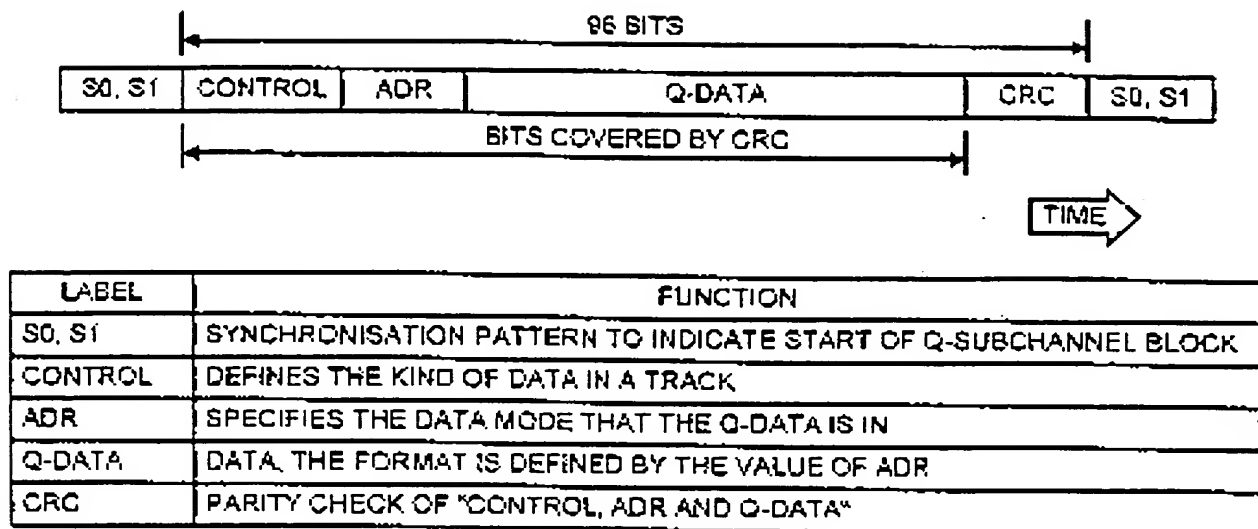 96 BITS
S0, S1 CONTROL ADR Q-DATA CRC S0, S1
BITS COVERED BY CRC
TIME
LABEL FUNCTION
S0, S1 SYNCHRONISATION PATTERN TO INDICATE START OF Q-SUBCHANNEL BLOCK
CONTROL DEFINES THE KIND OF DATA IN A TRACK
ADR SPECIFIES THE DATA MODE THAT THE Q-DATA IS IN
Q-DATA DATA, THE FORMAT IS DEFINED BY THE VALUE OF ADR
CRC PARITY CHECK OF "CONTROL, ADR AND Q-DATA"